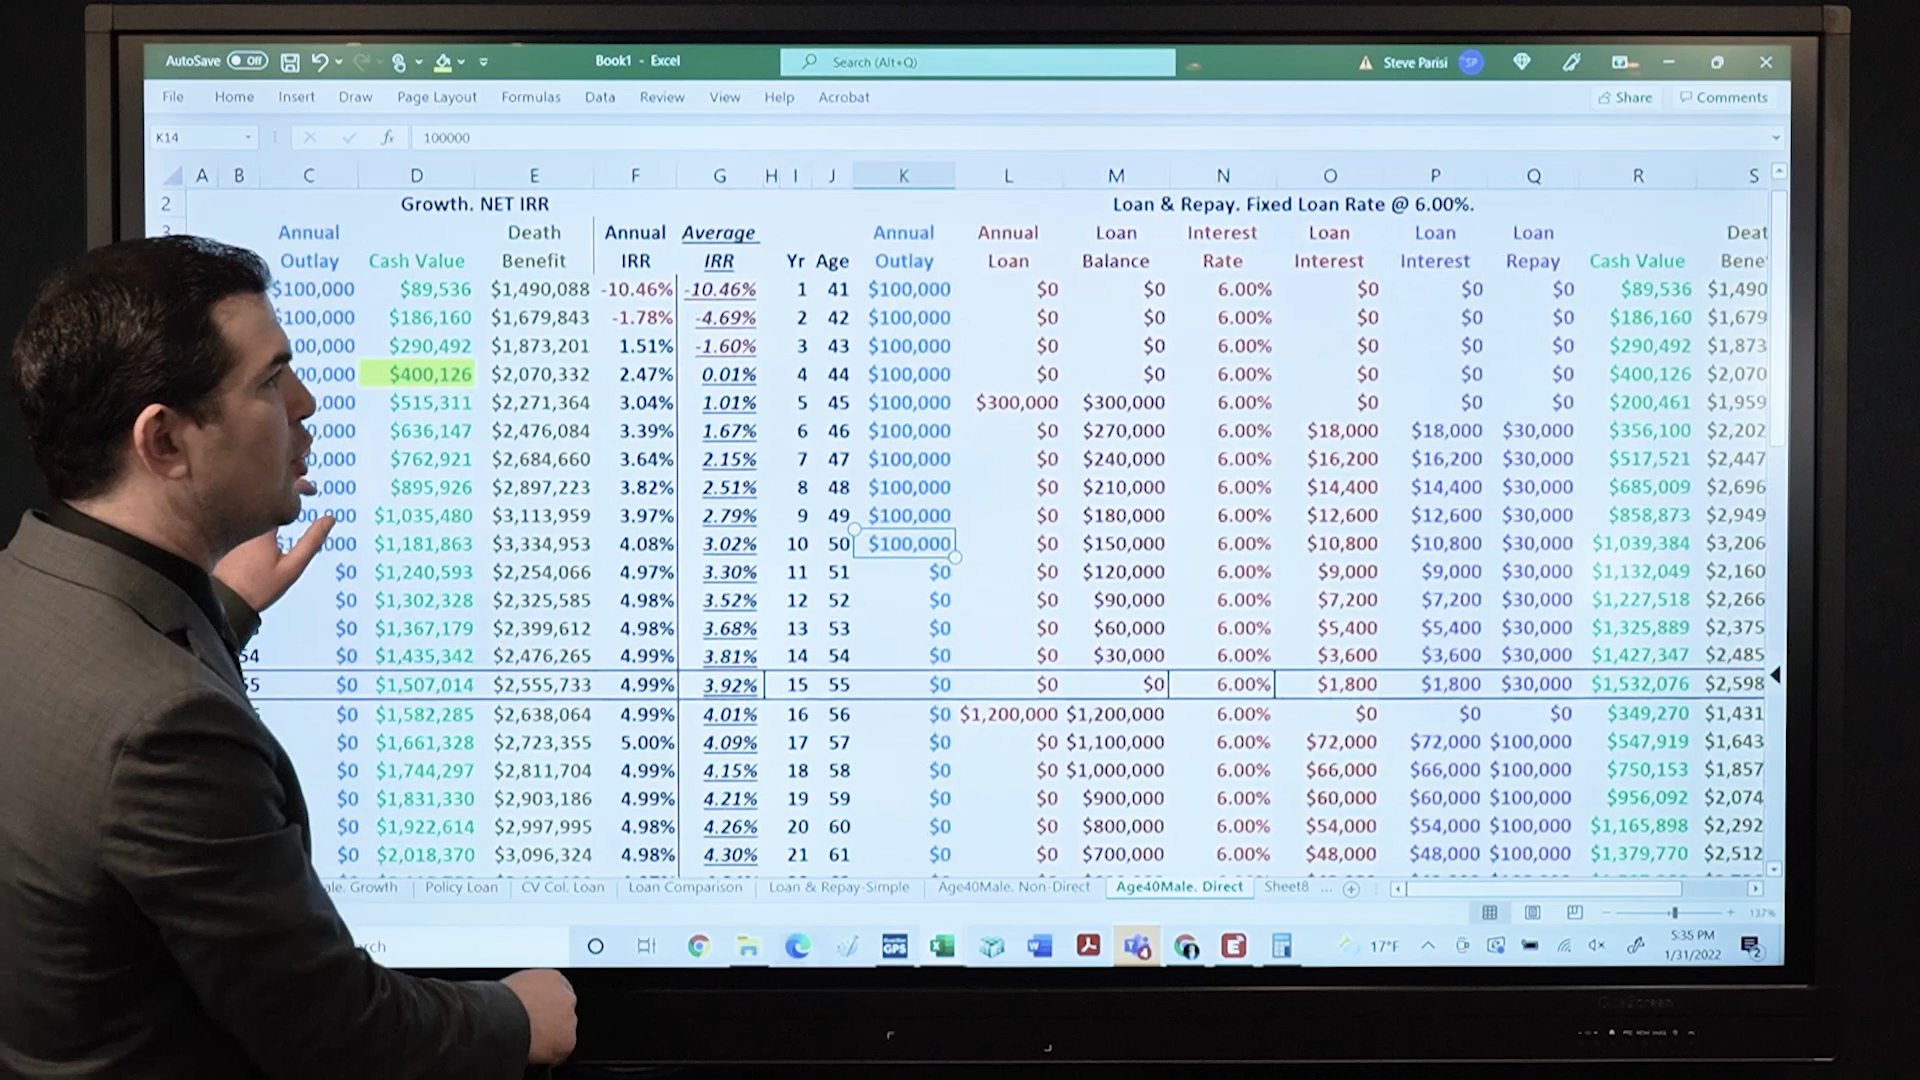 AutoSave Off Book1 - Excel Search (Alt+Q) Steve Parisi SP
File Home Insert Draw Page Layout Formulas Data Review View Help Acrobat Share Comments
K14 fx 100000
A B C D E F G H I J K L M N O P Q R S
2 Growth. NET IRR Loan & Repay. Fixed Loan Rate @ 6.00%.
3 Annual Death Annual Average Annual Annual Loan Interest Loan Loan Loan Deat
Outlay Cash Value Benefit IRR IRR Yr Age Outlay Loan Balance Rate Interest Interest Repay Cash Value Bene
$100,000 $89,536 $1,490,088 -10.46% -10.46% 1 41 $100,000 $0 $0 6.00% $0 $0 $0 $89,536 $1,490
$100,000 $186,160 $1,679,843 -1.78% -4.69% 2 42 $100,000 $0 $0 6.00% $0 $0 $0 $186,160 $1,679
00,000 $290,492 $1,873,201 1.51% -1.60% 3 43 $100,000 $0 $0 6.00% $0 $0 $0 $290,492 $1,873
00,000 $400,126 $2,070,332 2.47% 0.01% 4 44 $100,000 $0 $0 6.00% $0 $0 $0 $400,126 $2,070
,000 $515,311 $2,271,364 3.04% 1.01% 5 45 $100,000 $300,000 $300,000 6.00% $0 $0 $0 $200,461 $1,959
0,000 $636,147 $2,476,084 3.39% 1.67% 6 46 $100,000 $0 $270,000 6.00% $18,000 $18,000 $30,000 $356,100 $2,202
0,000 $762,921 $2,684,660 3.64% 2.15% 7 47 $100,000 $0 $240,000 6.00% $16,200 $16,200 $30,000 $517,521 $2,447
,000 $895,926 $2,897,223 3.82% 2.51% 8 48 $100,000 $0 $210,000 6.00% $14,400 $14,400 $30,000 $685,009 $2,696
00,000 $1,035,480 $3,113,959 3.97% 2.79% 9 49 $100,000 $0 $180,000 6.00% $12,600 $12,600 $30,000 $858,873 $2,949
000 $1,181,863 $3,334,953 4.08% 3.02% 10 50 $100,000 $0 $150,000 6.00% $10,800 $10,800 $30,000 $1,039,384 $3,206
$0 $1,240,593 $2,254,066 4.97% 3.30% 11 51 $0 $0 $120,000 6.00% $9,000 $9,000 $30,000 $1,132,049 $2,160
$0 $1,302,328 $2,325,585 4.98% 3.52% 12 52 $0 $0 $90,000 6.00% $7,200 $7,200 $30,000 $1,227,518 $2,266
$0 $1,367,179 $2,399,612 4.98% 3.68% 13 53 $0 $0 $60,000 6.00% $5,400 $5,400 $30,000 $1,325,889 $2,375
54 $0 $1,435,342 $2,476,265 4.99% 3.81% 14 54 $0 $0 $30,000 6.00% $3,600 $3,600 $30,000 $1,427,347 $2,485
55 $0 $1,507,014 $2,555,733 4.99% 3.92% 15 55 $0 $0 $0 6.00% $1,800 $1,800 $30,000 $1,532,076 $2,598
$0 $1,582,285 $2,638,064 4.99% 4.01% 16 56 $0 $1,200,000 $1,200,000 6.00% $0 $0 $0 $349,270 $1,431
$0 $1,661,328 $2,723,355 5.00% 4.09% 17 57 $0 $0 $1,100,000 6.00% $72,000 $72,000 $100,000 $547,919 $1,643
$0 $1,744,297 $2,811,704 4.99% 4.15% 18 58 $0 $0 $1,000,000 6.00% $66,000 $66,000 $100,000 $750,153 $1,857
$0 $1,831,330 $2,903,186 4.99% 4.21% 19 59 $0 $0 $900,000 6.00% $60,000 $60,000 $100,000 $956,092 $2,074
$0 $1,922,614 $2,997,995 4.98% 4.26% 20 60 $0 $0 $800,000 6.00% $54,000 $54,000 $100,000 $1,165,898 $2,292
$0 $2,018,370 $3,096,324 4.98% 4.30% 21 61 $0 $0 $700,000 6.00% $48,000 $48,000 $100,000 $1,379,770 $2,512
ale. Growth Policy Loan CV Col. Loan Loan Comparison Loan & Repay-Simple Age40Male. Non-Direct Age40Male. Direct Sheet8 ...
137%
rch GPS 17°F 5:35 PM
1/31/2022 2